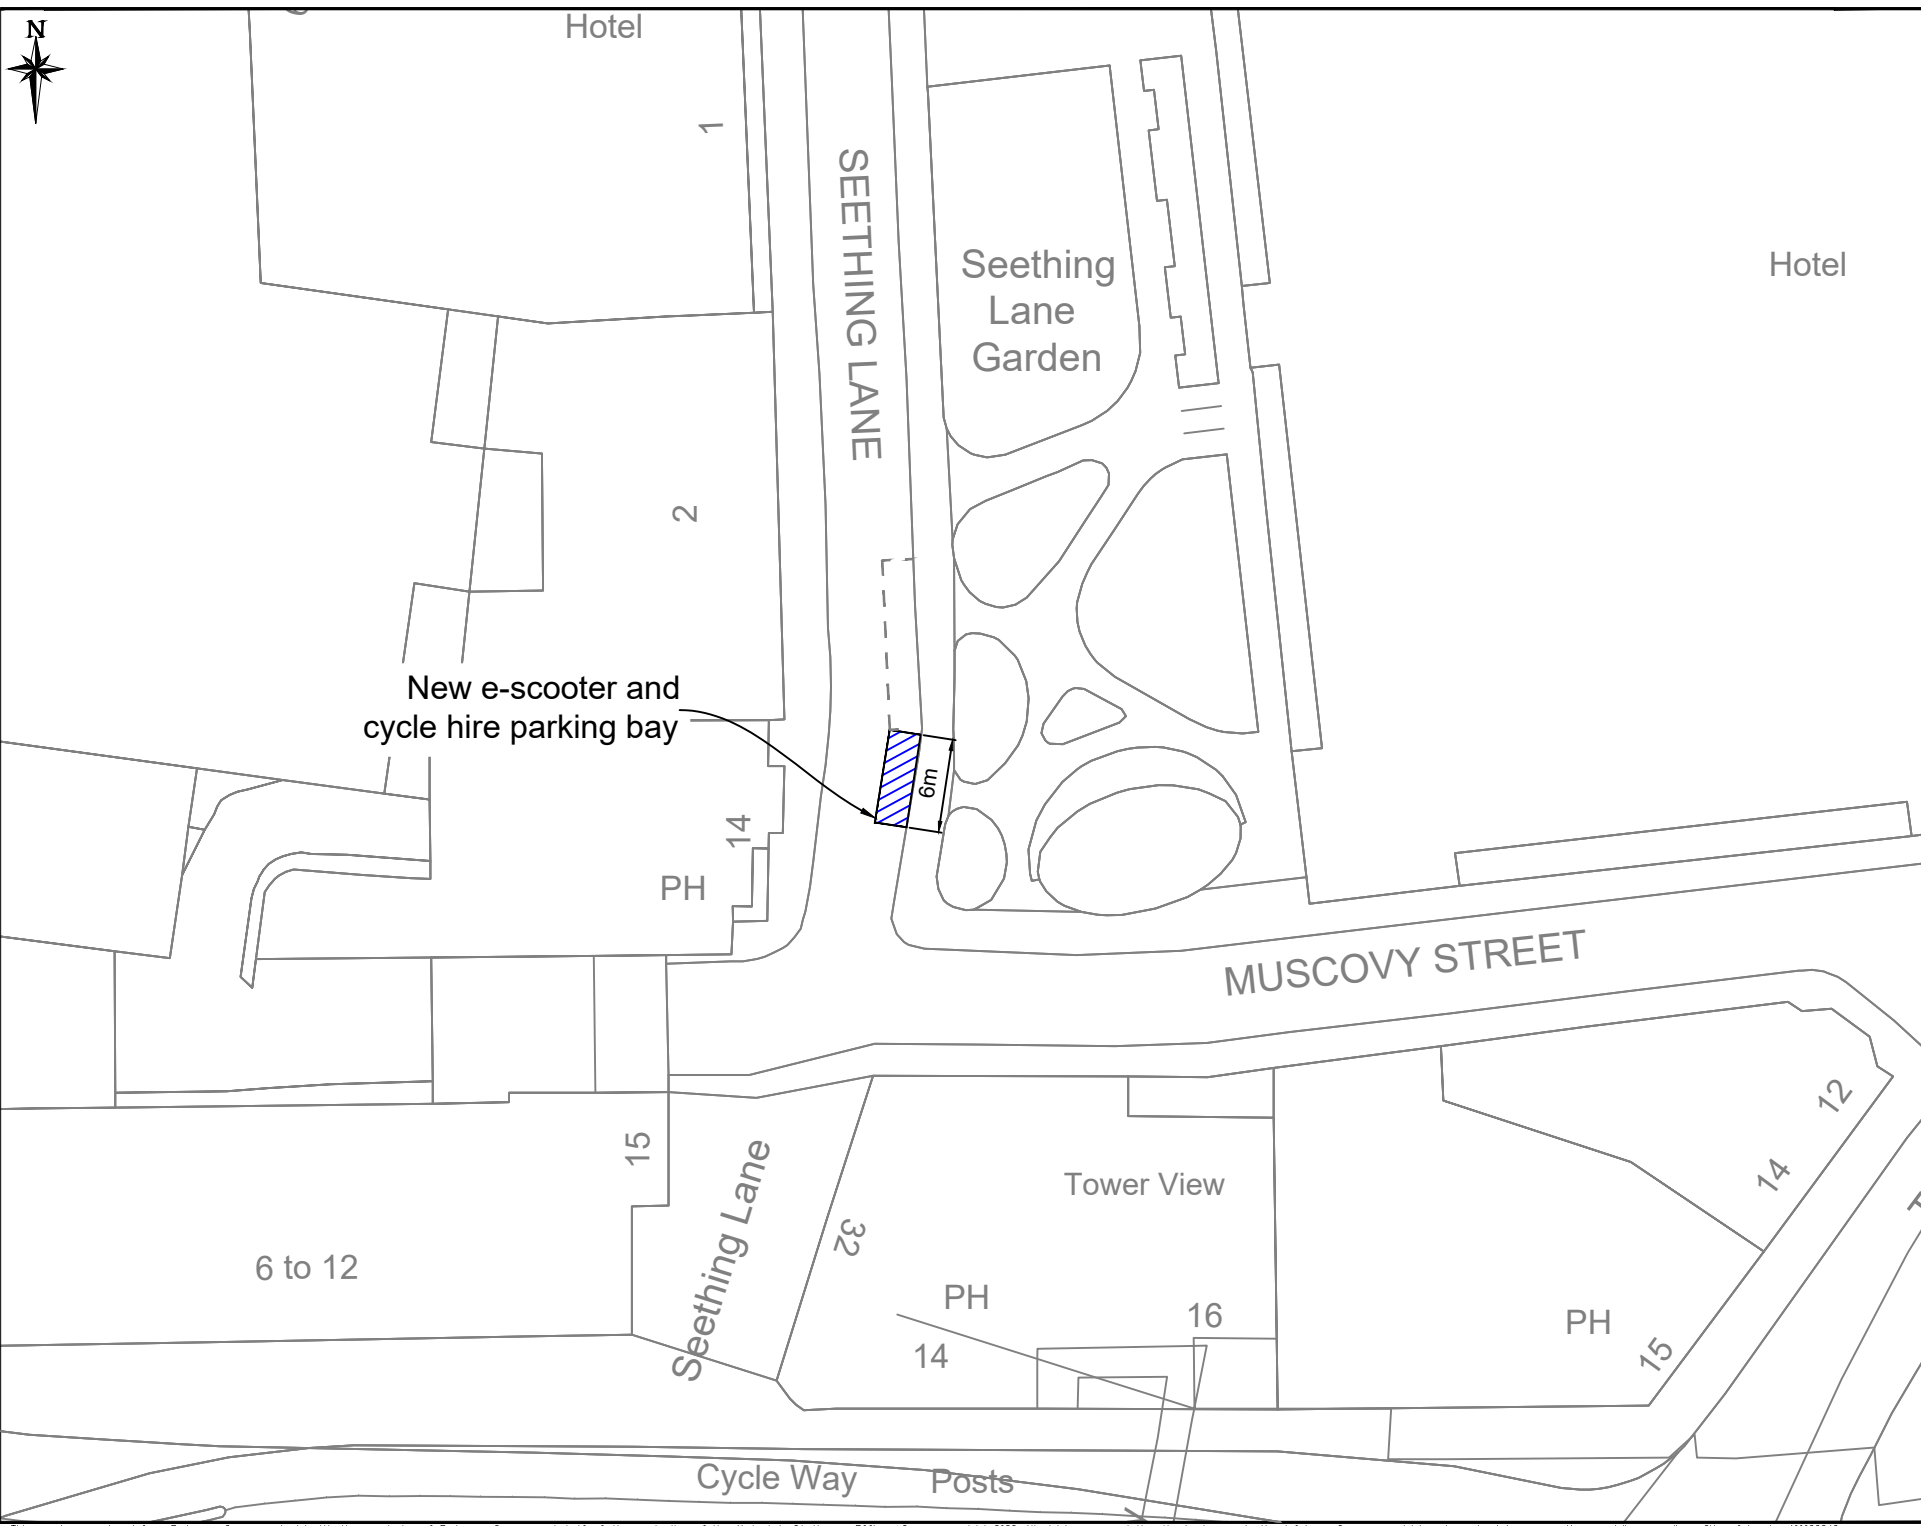 N
Hotel
1
SEETHING LANE
Seething
Lane
Garden
Hotel
2
New e-scooter and
cycle hire parking bay
6m
14
PH
MUSCOVY STREET
15
Seething Lane
32
Tower View
12
14
6 to 12
PH
16
14
PH
15
Cycle Way
Posts